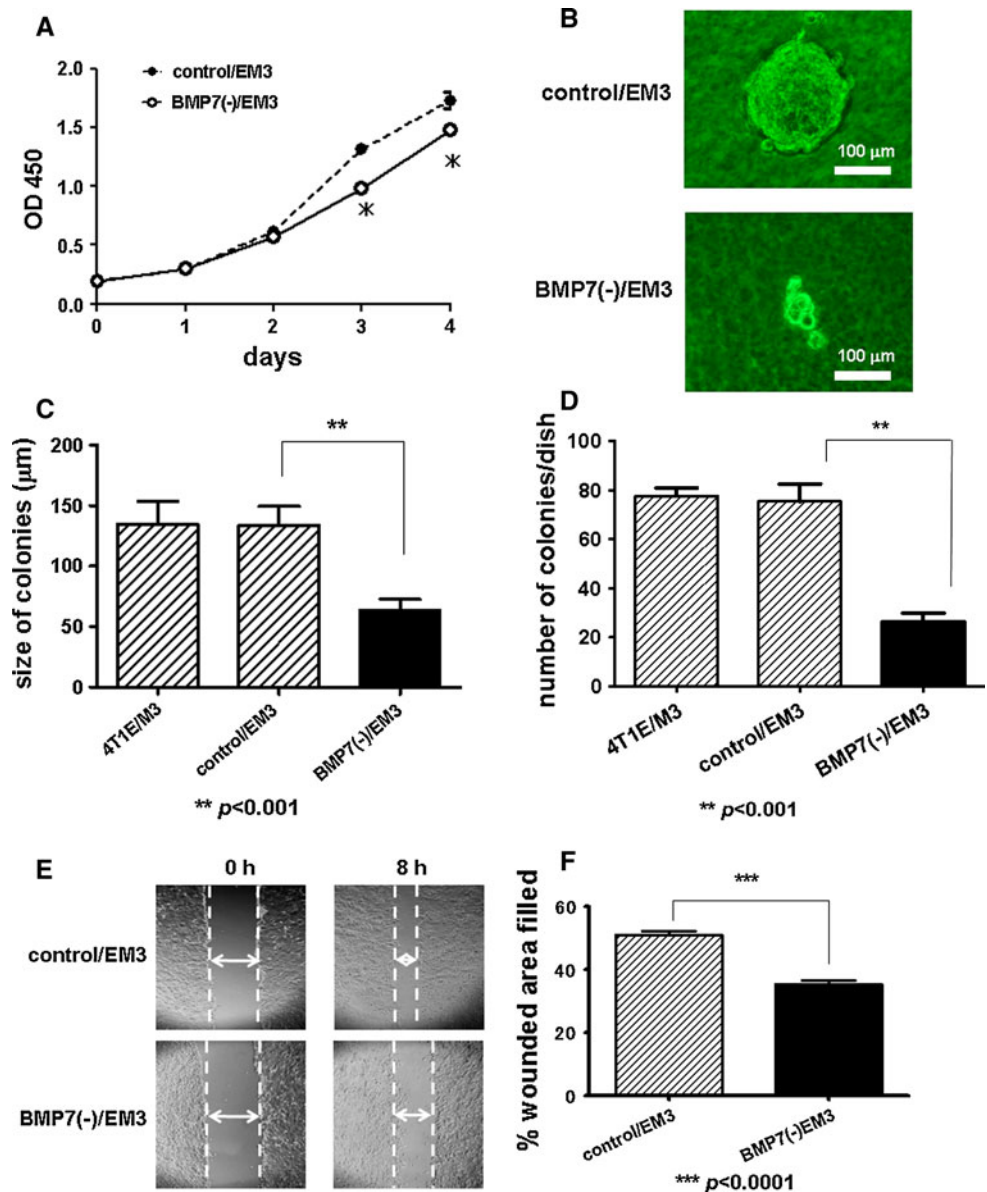 A
control/EM3
BMP7(-)/EM3
2.0
1.5
1.0
0.5
0.0
OD 450
*
*
0 1 2 3 4
days
B
control/EM3
100 µm
BMP7(-)/EM3
100 µm
C
200
150
100
50
0
size of colonies (µm)
**
4T1E/M3
control/EM3
BMP7(-)/EM3
** p<0.001
D
100
80
60
40
20
0
number of colonies/dish
**
4T1E/M3
control/EM3
BMP7(-)/EM3
** p<0.001
E
0 h 8 h
control/EM3
BMP7(-)/EM3
F
60
40
20
0
% wounded area filled
***
control/EM3
BMP7(-)EM3
*** p<0.0001